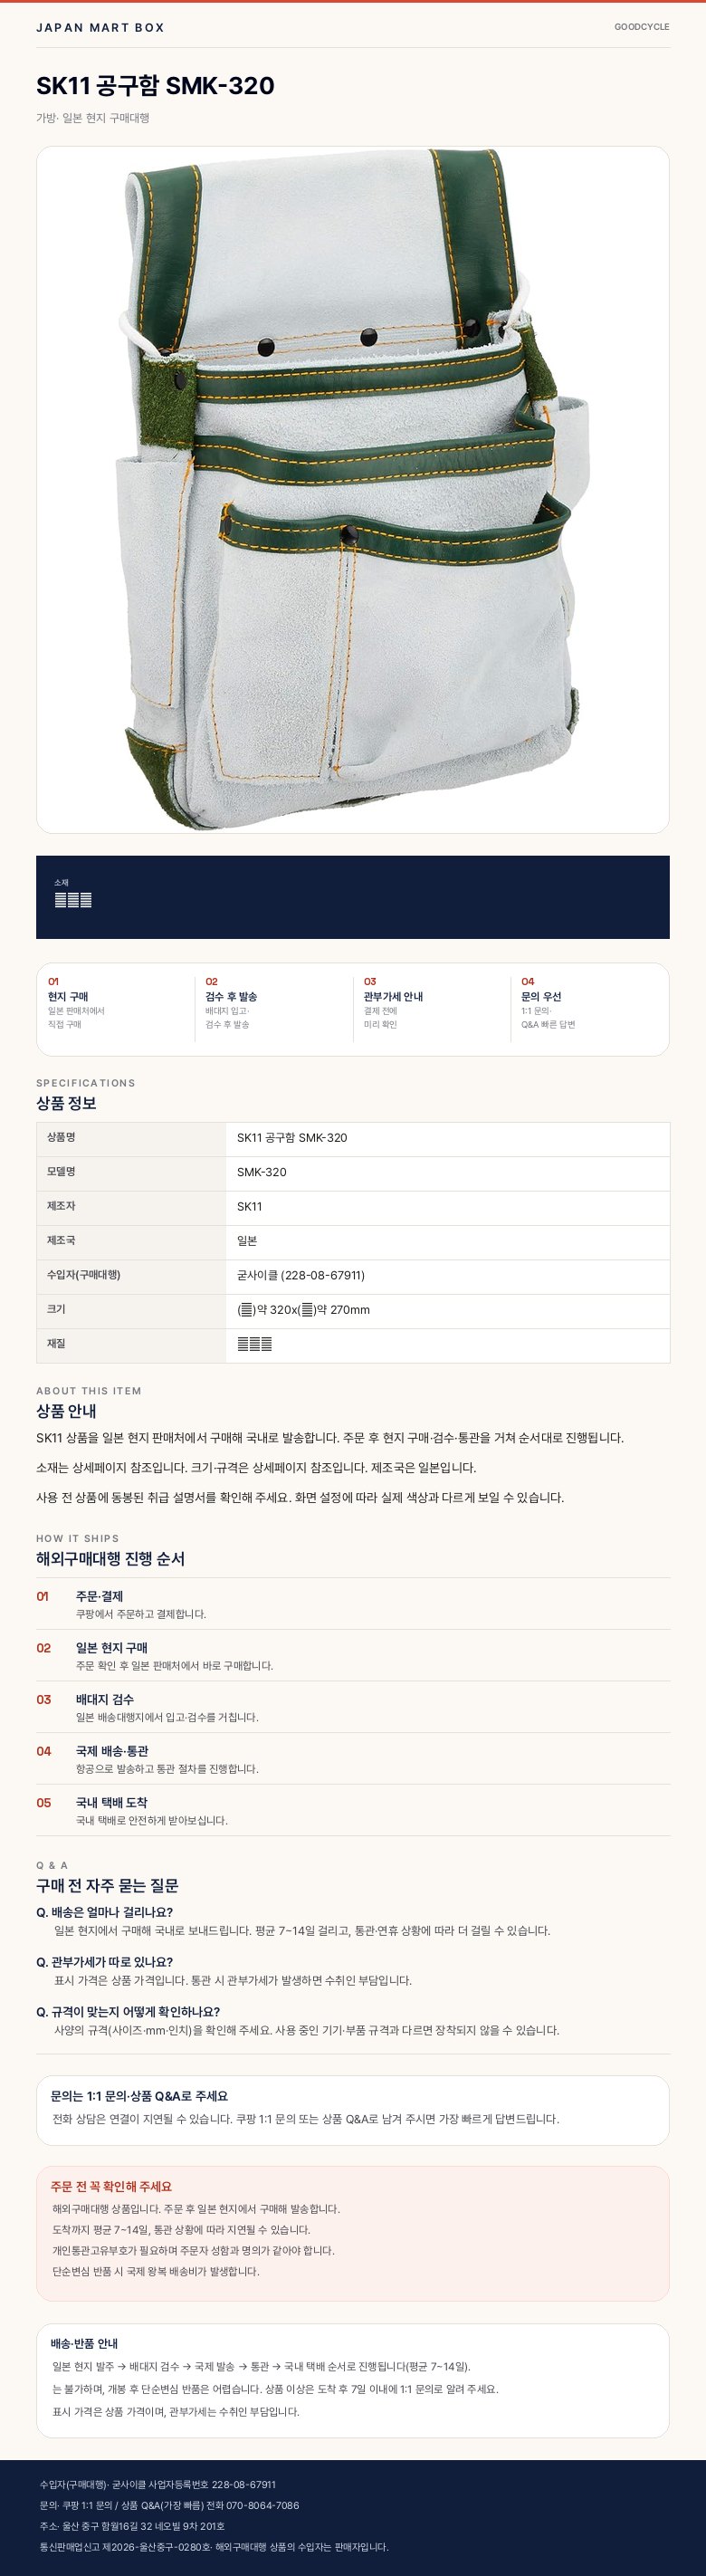 JAPAN MART BOX
GOODCYCLE
SK11 공구함 SMK-320
가방· 일본 현지 구매대행
소재
01
현지 구매
일본 판매처에서
직접 구매
02
검수 후 발송
배대지 입고·
검수 후 발송
03
관부가세 안내
결제 전에
미리 확인
04
문의 우선
1:1 문의·
Q&A 빠른 답변
SPECIFICATIONS
상품 정보
상품명 SK11 공구함 SMK-320
모델명 SMK-320
제조자 SK11
제조국 일본
수입자(구매대행) 굳사이클 (228-08-67911)
크기 ( )약 320x( )약 270mm
재질
ABOUT THIS ITEM
상품 안내
SK11 상품을 일본 현지 판매처에서 구매해 국내로 발송합니다. 주문 후 현지 구매·검수·통관을 거쳐 순서대로 진행됩니다.
소재는 상세페이지 참조입니다. 크기·규격은 상세페이지 참조입니다. 제조국은 일본입니다.
사용 전 상품에 동봉된 취급 설명서를 확인해 주세요. 화면 설정에 따라 실제 색상과 다르게 보일 수 있습니다.
HOW IT SHIPS
해외구매대행 진행 순서
01 주문·결제
쿠팡에서 주문하고 결제합니다.
02 일본 현지 구매
주문 확인 후 일본 판매처에서 바로 구매합니다.
03 배대지 검수
일본 배송대행지에서 입고·검수를 거칩니다.
04 국제 배송·통관
항공으로 발송하고 통관 절차를 진행합니다.
05 국내 택배 도착
국내 택배로 안전하게 받아보십니다.
Q & A
구매 전 자주 묻는 질문
Q. 배송은 얼마나 걸리나요?
일본 현지에서 구매해 국내로 보내드립니다. 평균 7~14일 걸리고, 통관·연휴 상황에 따라 더 걸릴 수 있습니다.
Q. 관부가세가 따로 있나요?
표시 가격은 상품 가격입니다. 통관 시 관부가세가 발생하면 수취인 부담입니다.
Q. 규격이 맞는지 어떻게 확인하나요?
사양의 규격(사이즈·mm·인치)을 확인해 주세요. 사용 중인 기기·부품 규격과 다르면 장착되지 않을 수 있습니다.
문의는 1:1 문의·상품 Q&A로 주세요
전화 상담은 연결이 지연될 수 있습니다. 쿠팡 1:1 문의 또는 상품 Q&A로 남겨 주시면 가장 빠르게 답변드립니다.
주문 전 꼭 확인해 주세요
해외구매대행 상품입니다. 주문 후 일본 현지에서 구매해 발송합니다.
도착까지 평균 7~14일, 통관 상황에 따라 지연될 수 있습니다.
개인통관고유부호가 필요하며 주문자 성함과 명의가 같아야 합니다.
단순변심 반품 시 국제 왕복 배송비가 발생합니다.
배송·반품 안내
일본 현지 발주 → 배대지 검수 → 국제 발송 → 통관 → 국내 택배 순서로 진행됩니다(평균 7~14일).
는 불가하며, 개봉 후 단순변심 반품은 어렵습니다. 상품 이상은 도착 후 7일 이내에 1:1 문의로 알려 주세요.
표시 가격은 상품 가격이며, 관부가세는 수취인 부담입니다.
수입자(구매대행)· 굳사이클 사업자등록번호 228-08-67911
문의· 쿠팡 1:1 문의 / 상품 Q&A(가장 빠름) 전화 070-8064-7086
주소· 울산 중구 함월16길 32 네오빌 9차 201호
통신판매업신고 제2026-울산중구-0280호· 해외구매대행 상품의 수입자는 판매자입니다.